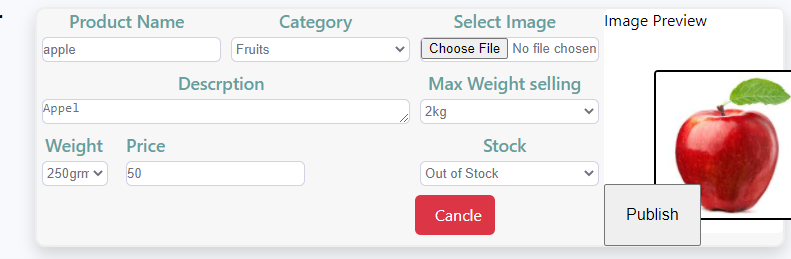 Product Name Category Select Image Image Preview
apple Fruits Choose File No file chosen
Descrption Max Weight selling
Appel 2kg
Weight Price Stock
250grm 50 Out of Stock
Cancle Publish